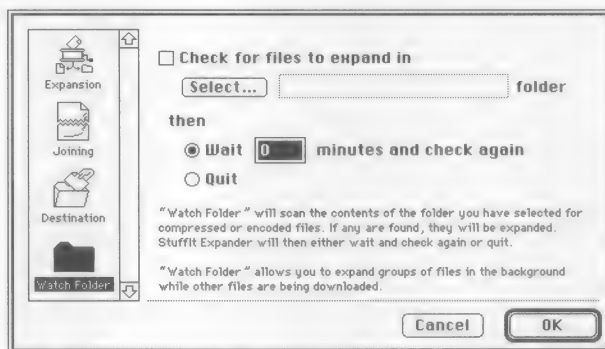 Expansion
Joining
Destination
Watch Folder
Check for files to expand in
Select... folder
then
Wait 0 minutes and check again
Quit
"Watch Folder" will scan the contents of the folder you have selected for
compressed or encoded files. If any are found, they will be expanded.
StuffIt Expander will then either wait and check again or quit.
"Watch Folder" allows you to expand groups of files in the background
while other files are being downloaded.
Cancel OK